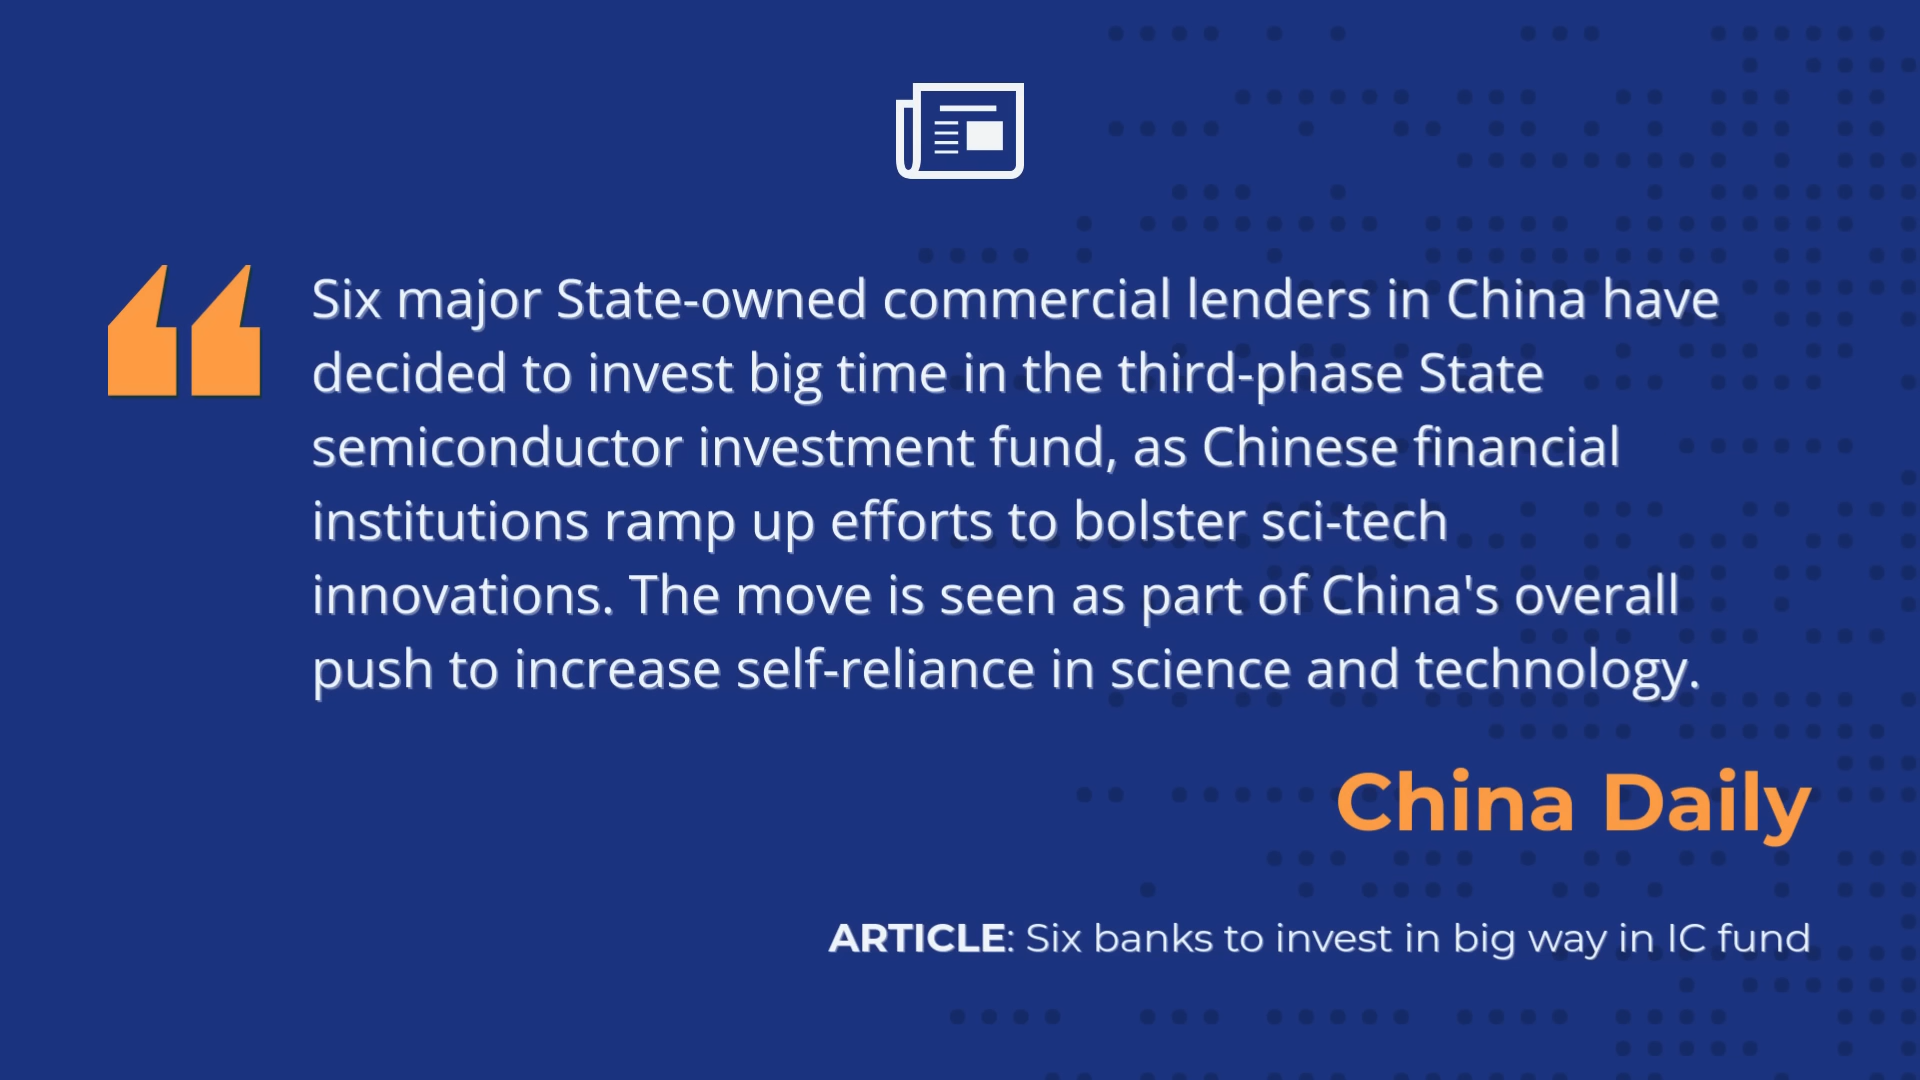 Six major State-owned commercial lenders in China have
decided to invest big time in the third-phase State
semiconductor investment fund, as Chinese financial
institutions ramp up efforts to bolster sci-tech
innovations. The move is seen as part of China's overall
push to increase self-reliance in science and technology.
China Daily
ARTICLE: Six banks to invest in big way in IC fund